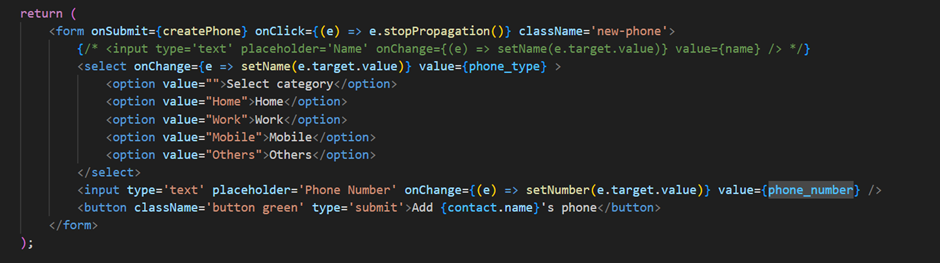 return (
<form onSubmit={createPhone} onClick={(e) => e.stopPropagation()} className='new-phone'>
{/* <input type='text' placeholder='Name' onChange={(e) => setName(e.target.value)} value={name} /> */}
<select onChange={e => setName(e.target.value)} value={phone_type} >
<option value="">Select category</option>
<option value="Home">Home</option>
<option value="Work">Work</option>
<option value="Mobile">Mobile</option>
<option value="Others">Others</option>
</select>
<input type='text' placeholder='Phone Number' onChange={(e) => setNumber(e.target.value)} value={phone_number} />
<button className='button green' type='submit'>Add {contact.name}'s phone</button>
</form>
);